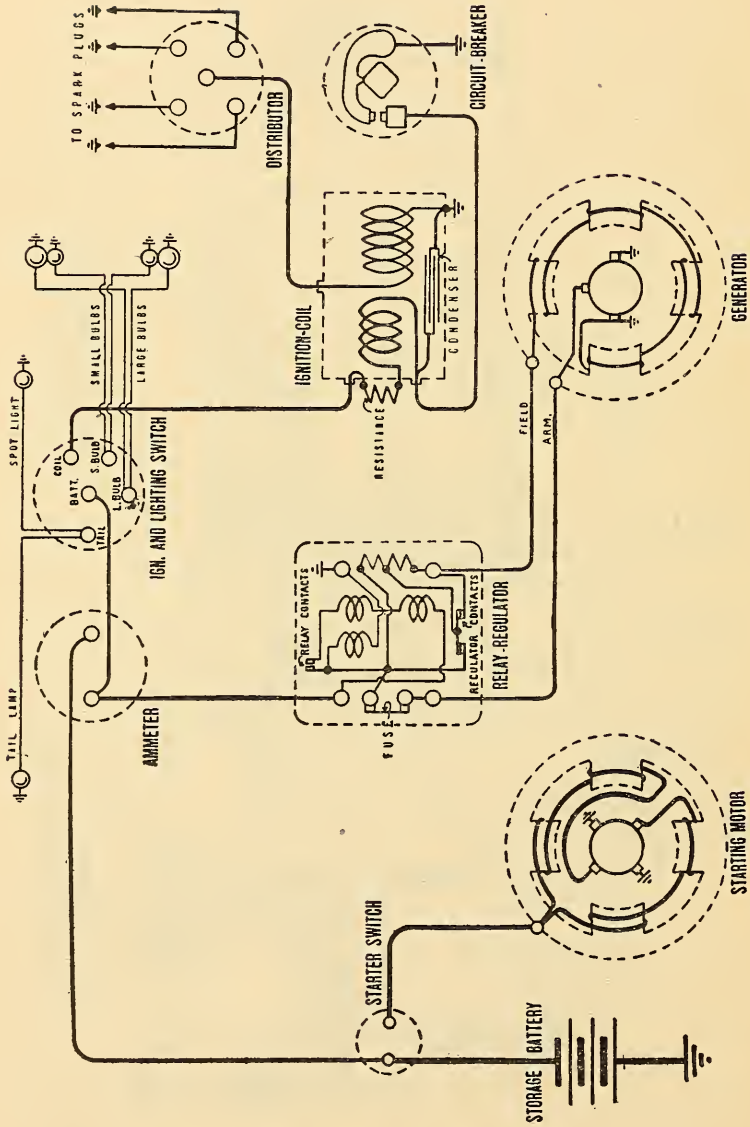 TO SPARK PLUGS
DISTRIBUTOR
CIRCUIT-BREAKER
SPOT LIGHT
SMALL BULBS
LARGE BULBS
IGNITION-COIL
CONDENSER
RESISTANCE
COIL
S.BULB
BATT.
L.BULB
TAIL
IGN. AND LIGHTING SWITCH
FIELD
ARM.
GENERATOR
TAIL LAMP
AMMETER
RELAY CONTACTS
REGULATOR CONTACTS
RELAY-REGULATOR
FUSE
STARTER SWITCH
STARTING MOTOR
STORAGE BATTERY